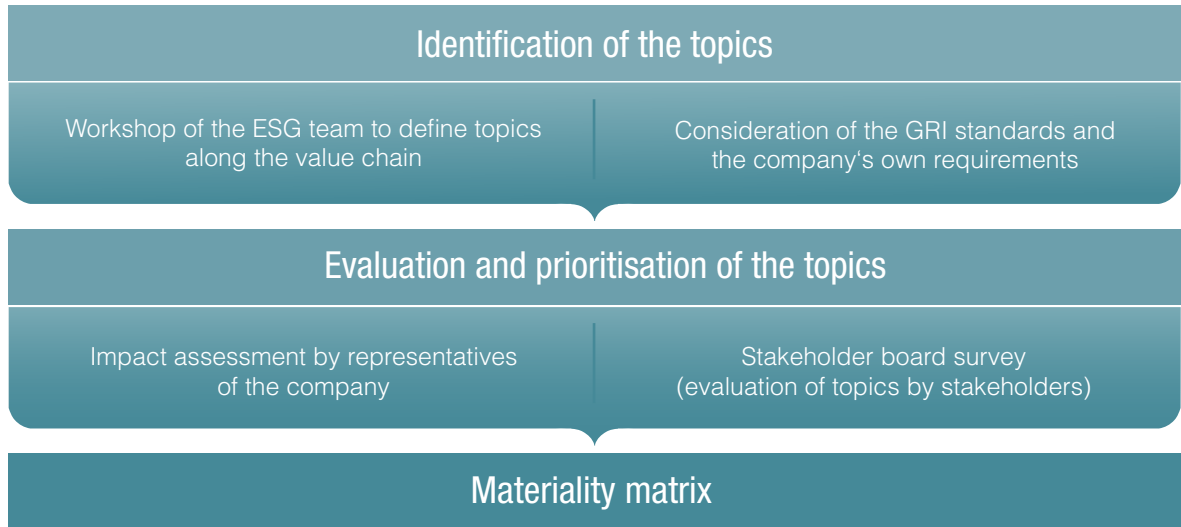 Identification of the topics
Workshop of the ESG team to define topics
along the value chain
Consideration of the GRI standards and
the company‘s own requirements
Evaluation and prioritisation of the topics
Impact assessment by representatives
of the company
Stakeholder board survey
(evaluation of topics by stakeholders)
Materiality matrix